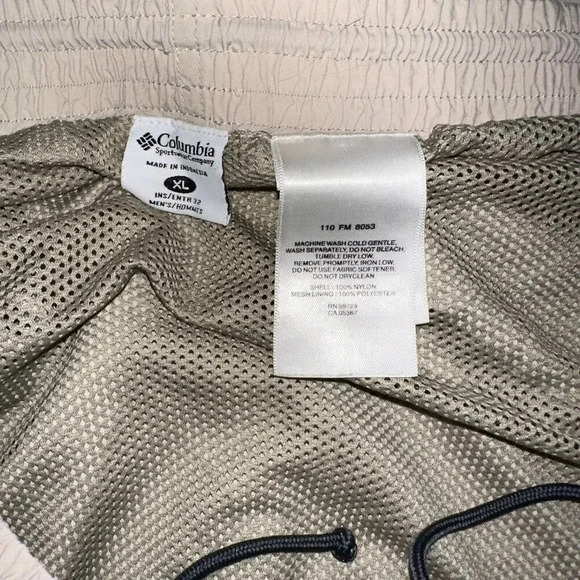 Columbia
Sportswear Company
MADE IN INDONESIA
XL
INS/ENTR 32
MEN'S/HOMMES
110 FM 8053
MACHINE WASH COLD GENTLE,
WASH SEPARATELY, DO NOT BLEACH.
TUMBLE DRY LOW.
REMOVE PROMPTLY, IRON LOW.
DO NOT USE FABRIC SOFTENER.
DO NOT DRYCLEAN
SHELL : 100% NYLON
MESH LINING : 100% POLYESTER
RN 69724
CA 05367